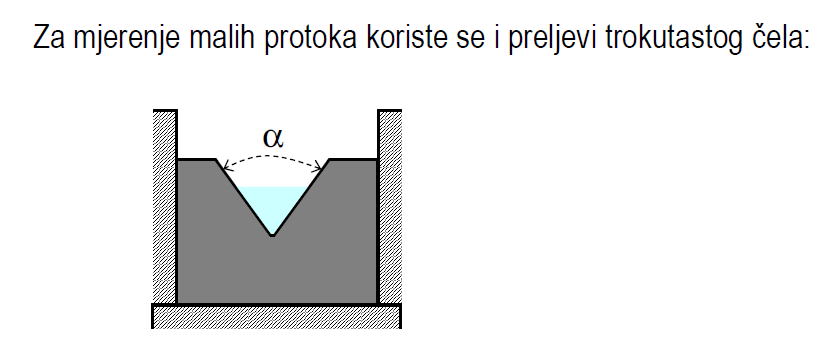 Za mjerenje malih protoka koriste se i preljevi trokutastog čela:
α